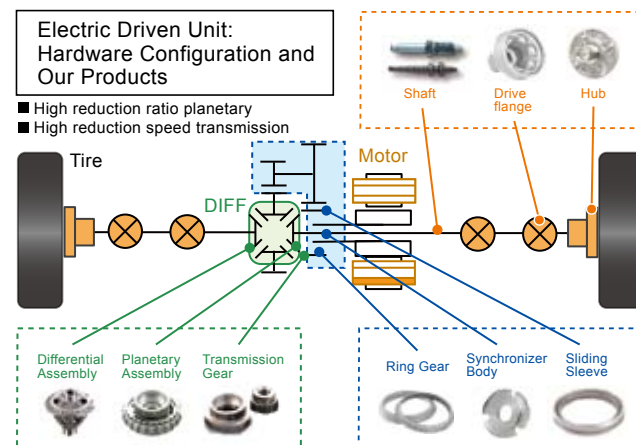 Electric Driven Unit:
Hardware Configuration and
Our Products
■ High reduction ratio planetary
■ High reduction speed transmission
Shaft
Drive
flange
Hub
Tire
Motor
DIFF
Differential
Assembly
Planetary
Assembly
Transmission
Gear
Ring Gear
Synchronizer
Body
Sliding
Sleeve